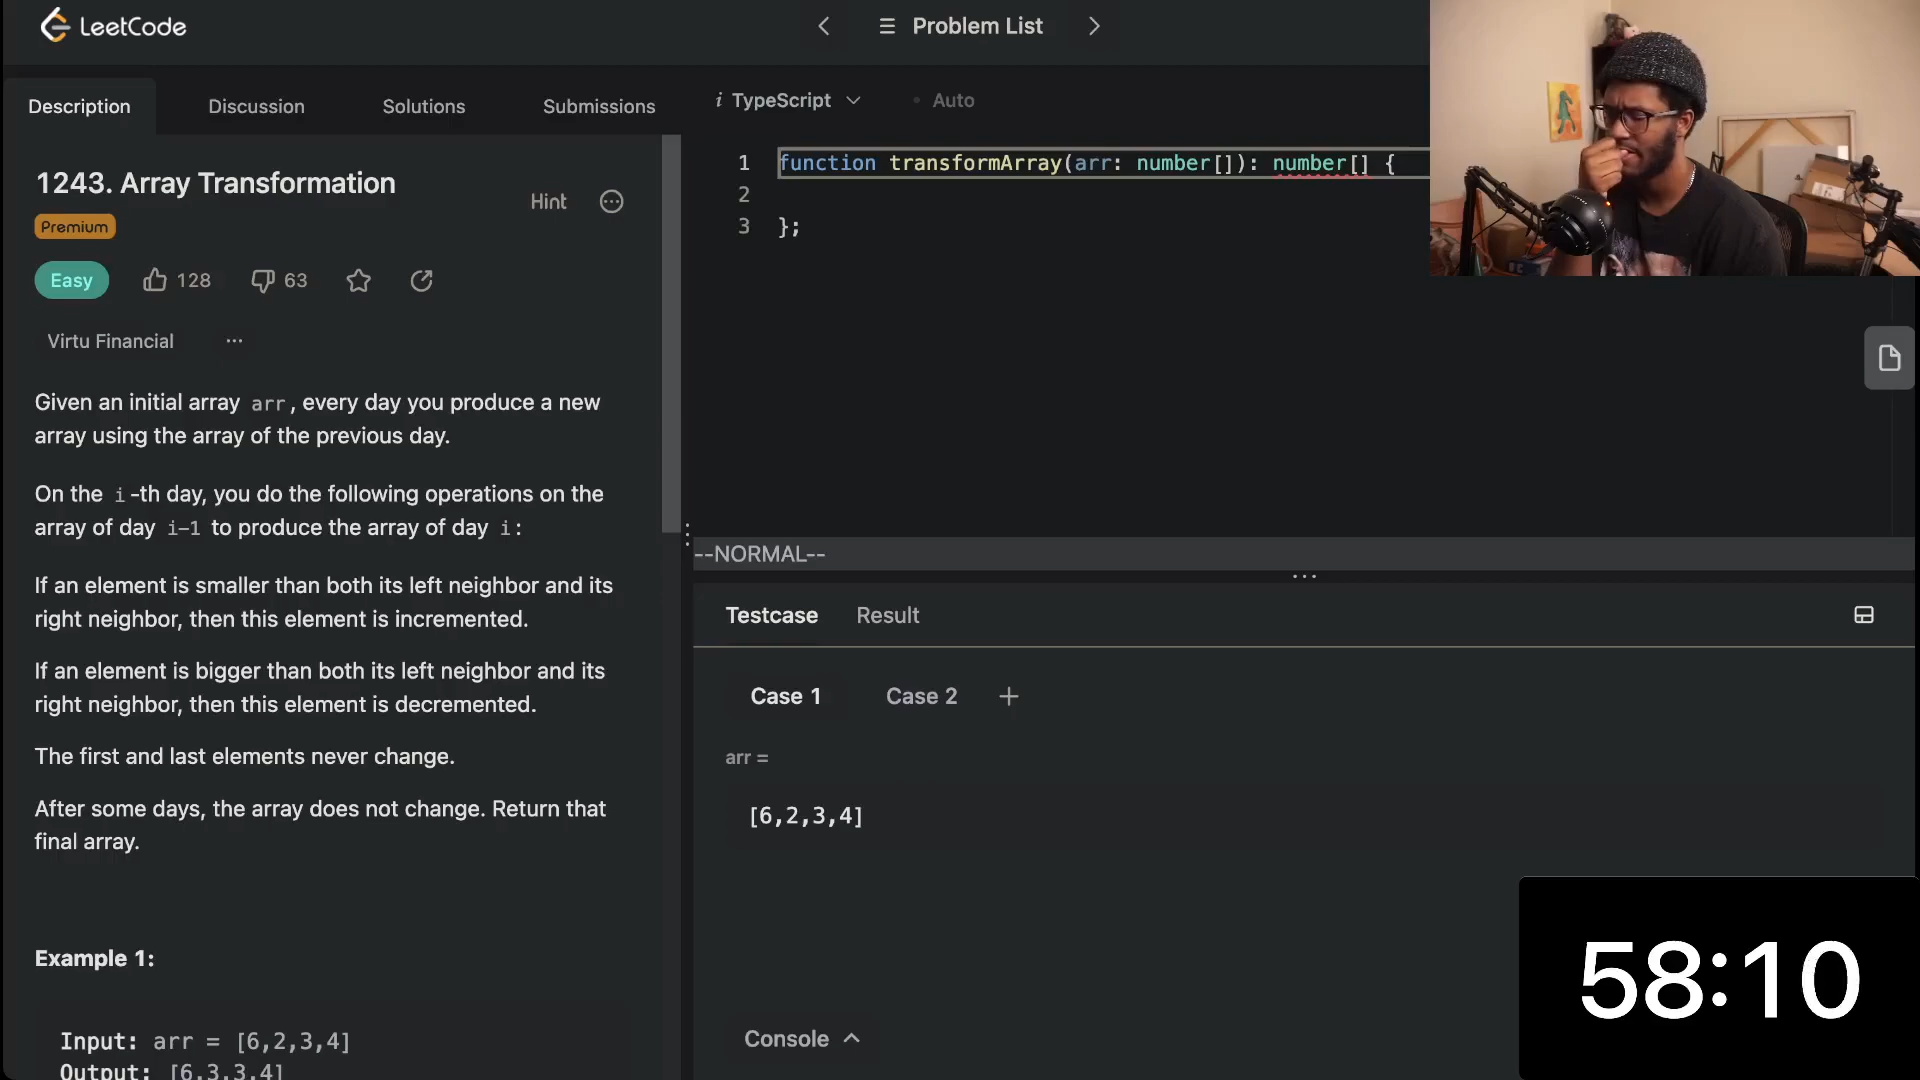 LeetCode
Problem List
Description
Discussion
Solutions
Submissions
1243. Array Transformation
Hint
Premium
Easy
128
63
Virtu Financial
...
Given an initial array arr, every day you produce a new
array using the array of the previous day.
On the i-th day, you do the following operations on the
array of day i-1 to produce the array of day i:
If an element is smaller than both its left neighbor and its
right neighbor, then this element is incremented.
If an element is bigger than both its left neighbor and its
right neighbor, then this element is decremented.
The first and last elements never change.
After some days, the array does not change. Return that
final array.
Example 1:
Input: arr = [6,2,3,4]
Output: [6,3,3,4]
i TypeScript
• Auto
1 function transformArray(arr: number[]): number[] {
2
3 };
--NORMAL--
Testcase
Result
Case 1
Case 2
+
arr =
[6,2,3,4]
Console
58:10